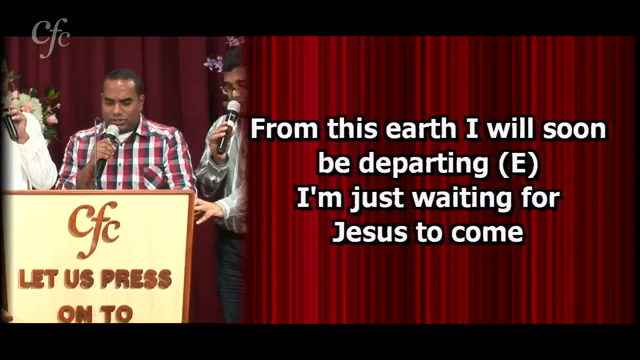 cfc
From this earth I will soon
be departing (E)
I'm just waiting for
Jesus to come
cfc
LET US PRESS
ON TO